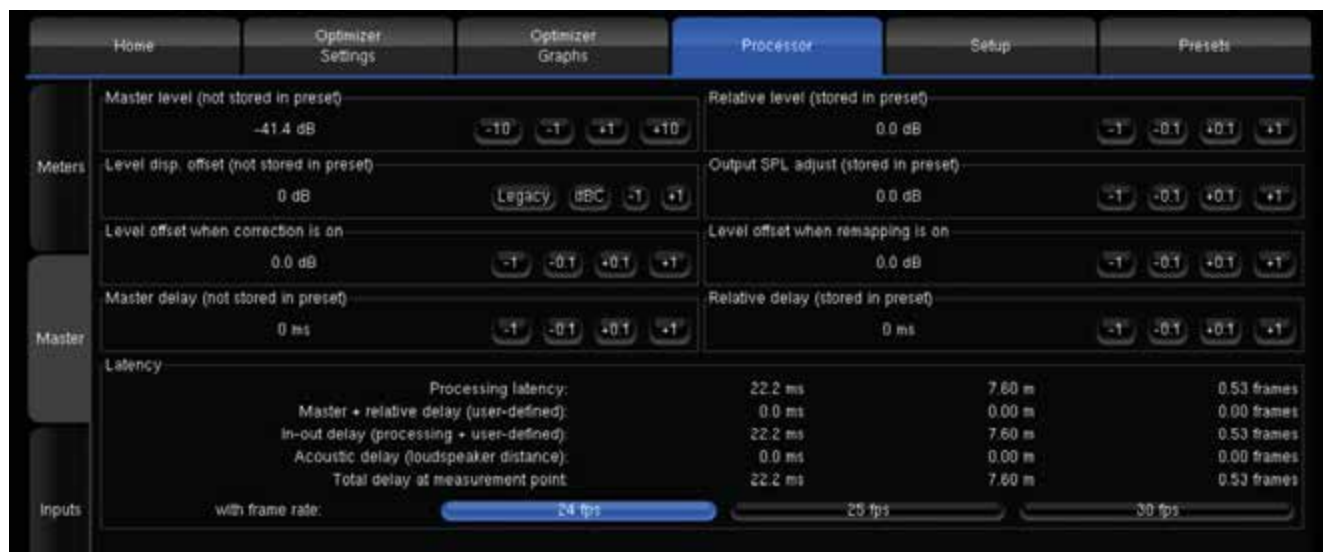 Home
Optimizer Settings
Optimizer Graphs
Processor
Setup
Presets
Meters
Master
Inputs
Master level (not stored in preset)
-41.4 dB -10 -1 +1 +10
Relative level (stored in preset)
0.0 dB -1 -0.1 +0.1 +1
Level disp. offset (not stored in preset)
0 dB Legacy dBC -1 +1
Output SPL adjust (stored in preset)
0.0 dB -1 -0.1 +0.1 +1
Level offset when correction is on
0.0 dB -1 -0.1 +0.1 +1
Level offset when remapping is on
0.0 dB -1 -0.1 +0.1 +1
Master delay (not stored in preset)
0 ms -1 -0.1 +0.1 +1
Relative delay (stored in preset)
0 ms -1 -0.1 +0.1 +1
Latency
Processing latency: 22.2 ms 7.60 m 0.53 frames
Master + relative delay (user-defined): 0.0 ms 0.00 m 0.00 frames
In-out delay (processing + user-defined): 22.2 ms 7.60 m 0.53 frames
Acoustic delay (loudspeaker distance): 0.0 ms 0.00 m 0.00 frames
Total delay at measurement point: 22.2 ms 7.60 m 0.53 frames
with frame rate: 24 fps 25 fps 30 fps